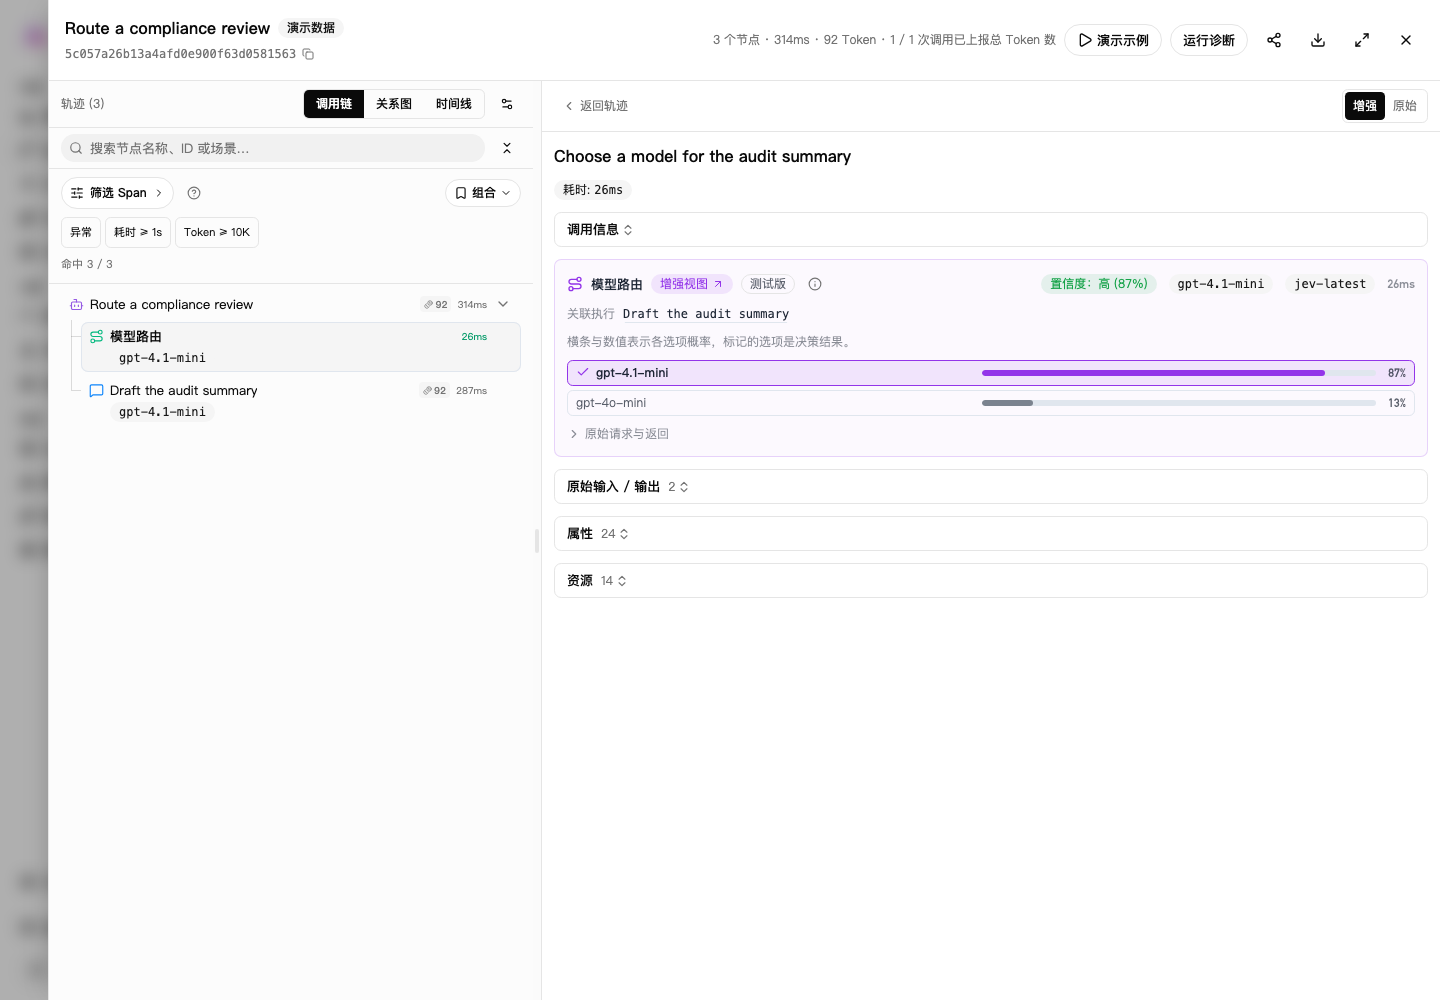 Route a compliance review 演示数据
5c057a26b13a4afd0e900f63d0581563
3 个节点 · 314ms · 92 Token · 1 / 1 次调用已上报总 Token 数
演示示例
运行诊断
轨迹 (3)
调用链 关系图 时间线
搜索节点名称、ID 或场景...
筛选 Span
组合
异常 耗时 ≥ 1s Token ≥ 10K
命中 3 / 3
Route a compliance review 92 314ms
模型路由 26ms
gpt-4.1-mini
Draft the audit summary 92 287ms
gpt-4.1-mini
返回轨迹
增强 原始
Choose a model for the audit summary
耗时: 26ms
调用信息
模型路由 增强视图 测试版 置信度：高 (87%) gpt-4.1-mini jev-latest 26ms
关联执行 Draft the audit summary
横条与数值表示各选项概率，标记的选项是决策结果。
gpt-4.1-mini 87%
gpt-4o-mini 13%
原始请求与返回
原始输入 / 输出 2
属性 24
资源 14